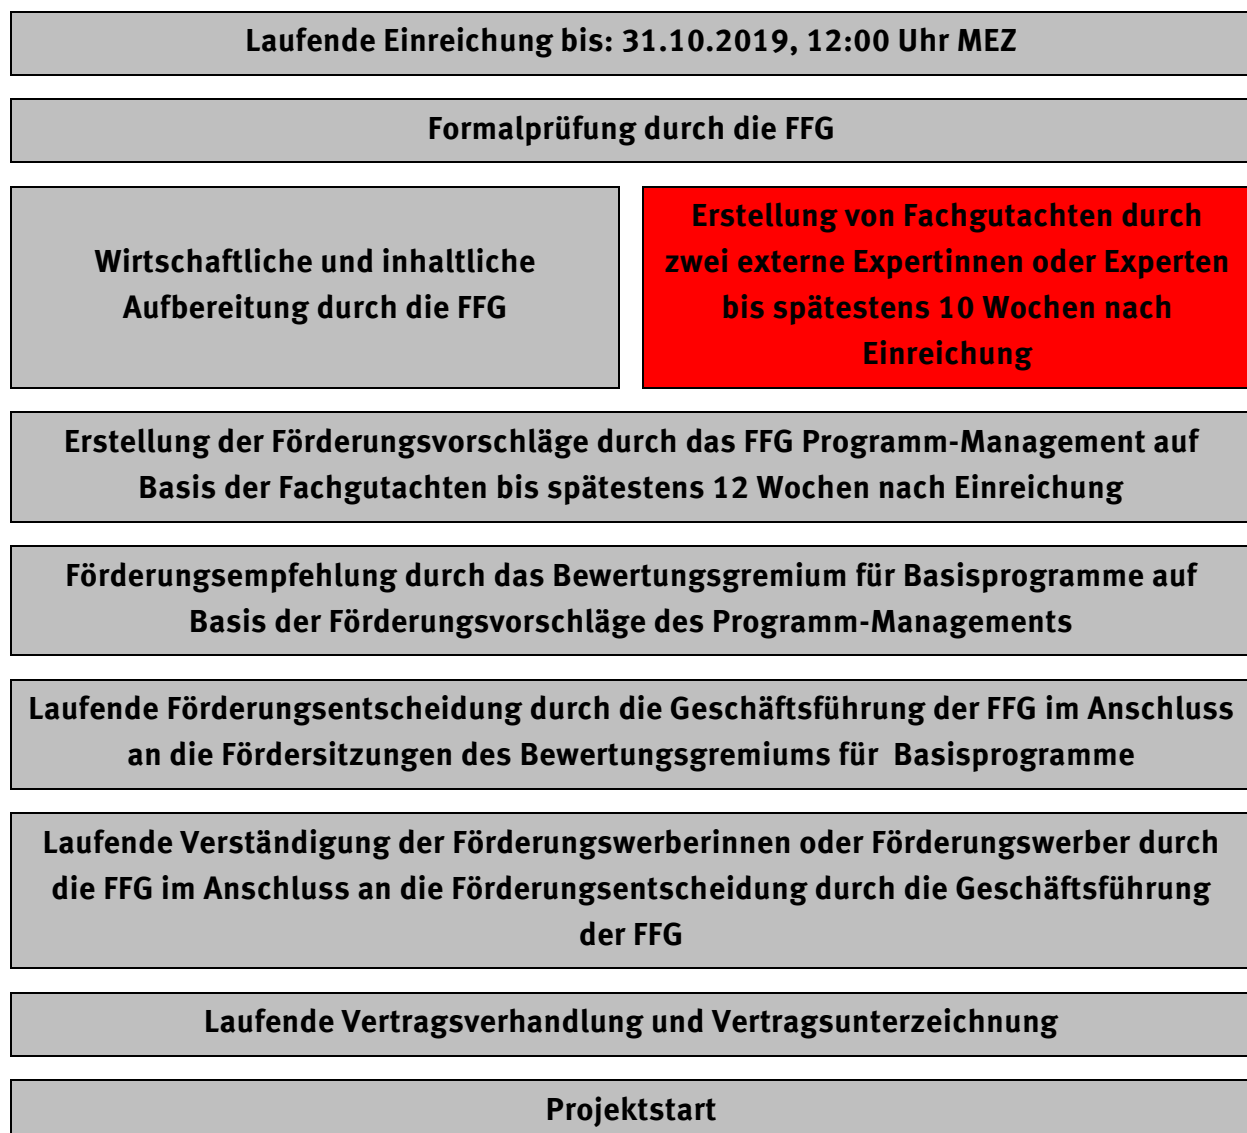 Laufende Einreichung bis: 31.10.2019, 12:00 Uhr MEZ
Formalprüfung durch die FFG
Wirtschaftliche und inhaltliche
Aufbereitung durch die FFG
Erstellung von Fachgutachten durch
zwei externe Expertinnen oder Experten
bis spätestens 10 Wochen nach
Einreichung
Erstellung der Förderungsvorschläge durch das FFG Programm-Management auf
Basis der Fachgutachten bis spätestens 12 Wochen nach Einreichung
Förderungsempfehlung durch das Bewertungsgremium für Basisprogramme auf
Basis der Förderungsvorschläge des Programm-Managements
Laufende Förderungsentscheidung durch die Geschäftsführung der FFG im Anschluss
an die Fördersitzungen des Bewertungsgremiums für Basisprogramme
Laufende Verständigung der Förderungswerberinnen oder Förderungswerber durch
die FFG im Anschluss an die Förderungsentscheidung durch die Geschäftsführung
der FFG
Laufende Vertragsverhandlung und Vertragsunterzeichnung
Projektstart